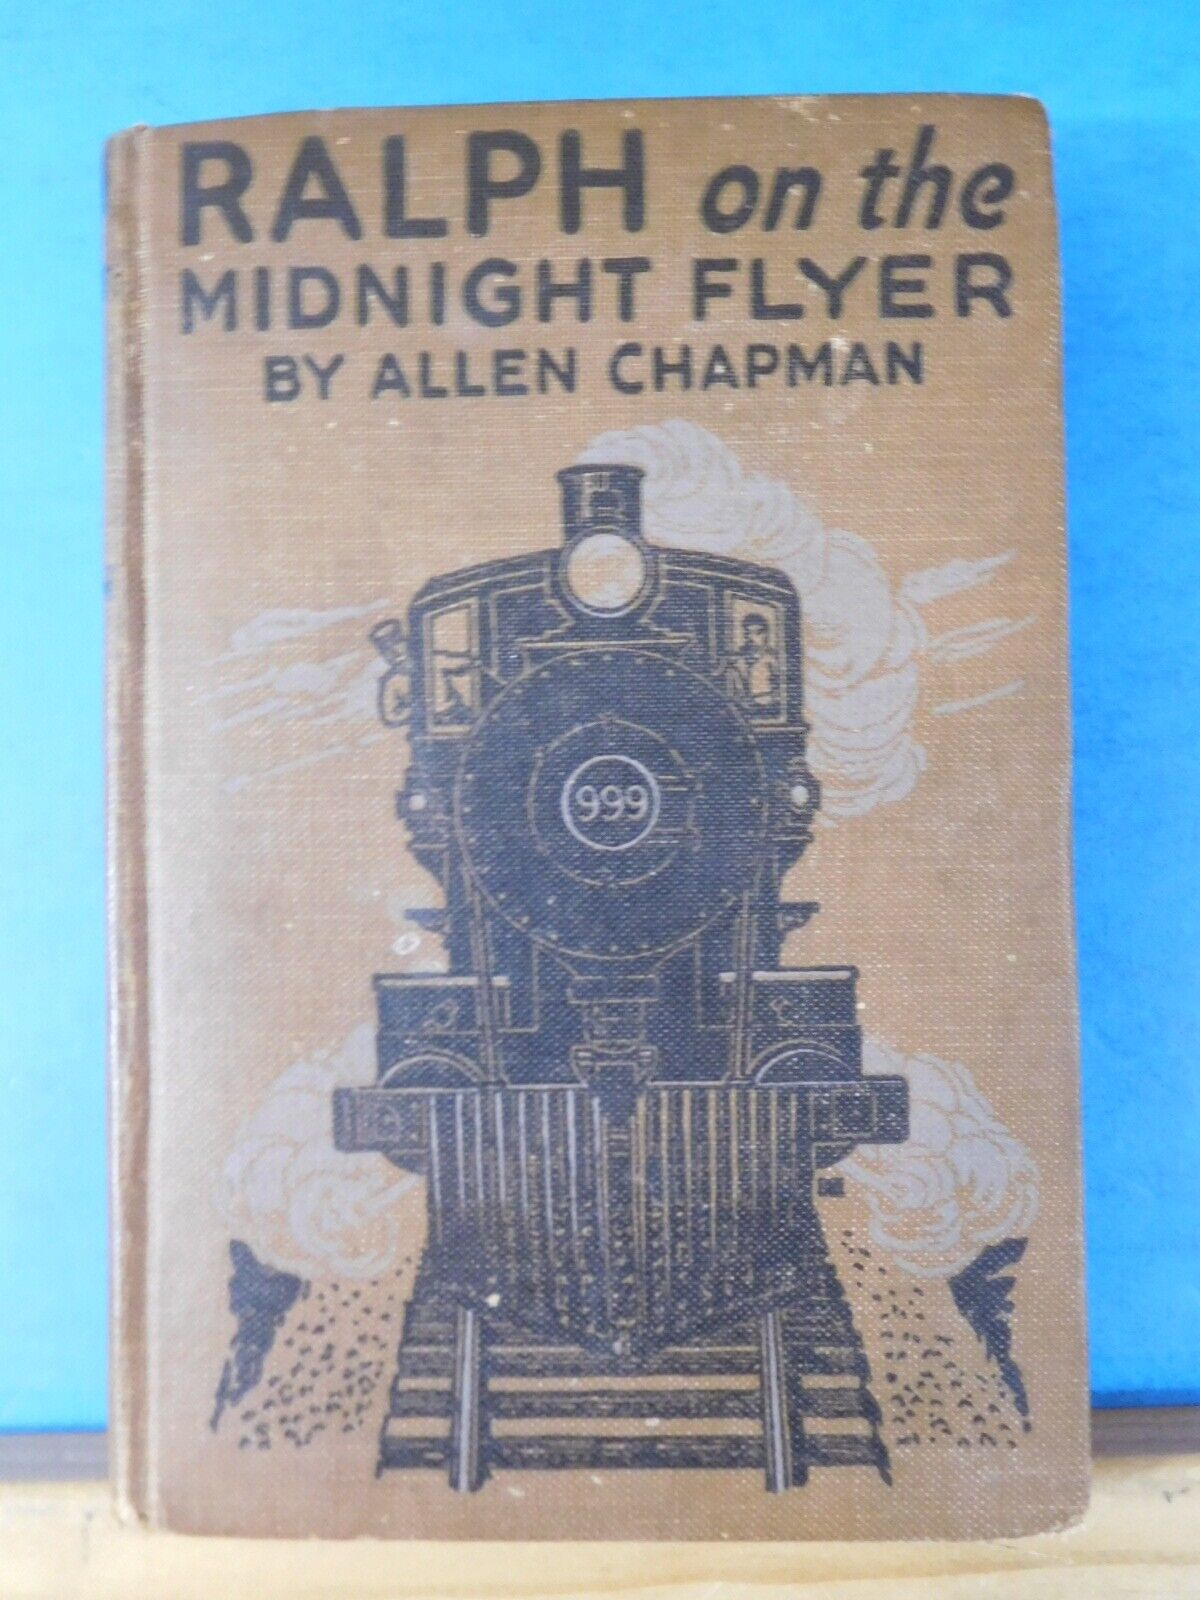 RALPH on the
MIDNIGHT FLYER
BY ALLEN CHAPMAN
999